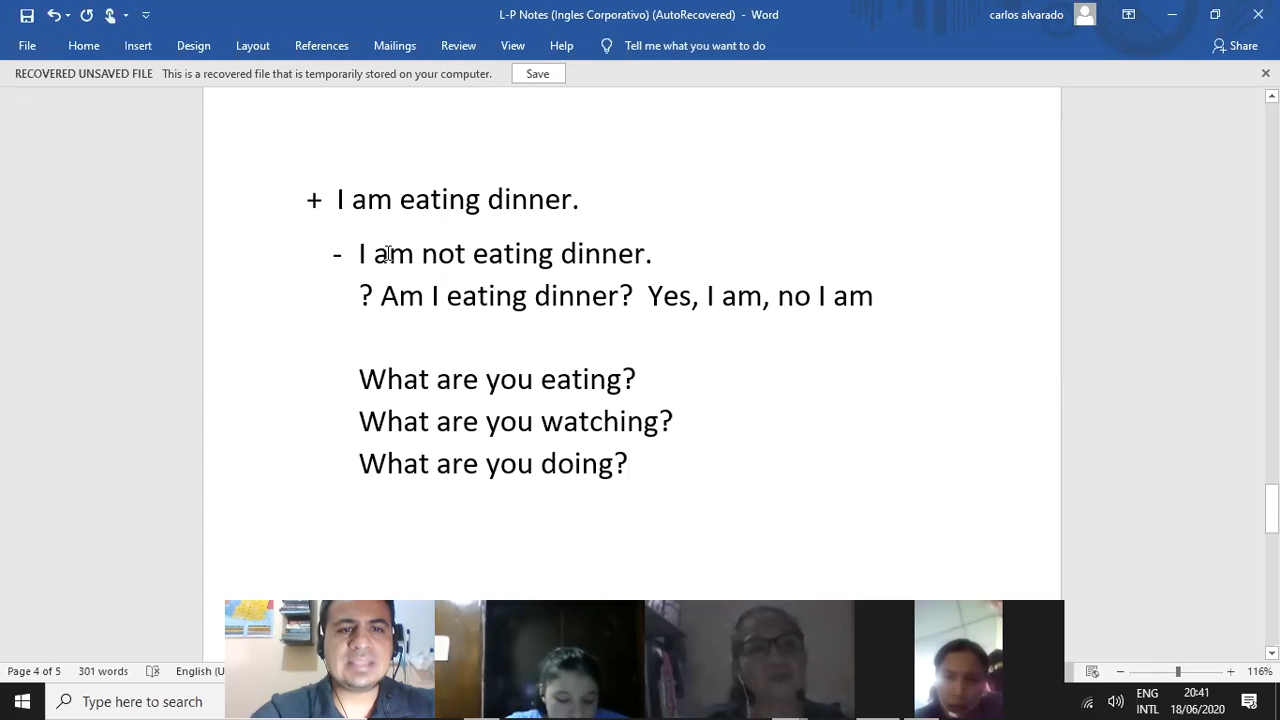 L-P Notes (Ingles Corporativo) (AutoRecovered) - Word
carlos alvarado
File Home Insert Design Layout References Mailings Review View Help Tell me what you want to do Share
RECOVERED UNSAVED FILE This is a recovered file that is temporarily stored on your computer. Save
+ I am eating dinner.
- I am not eating dinner.
? Am I eating dinner? Yes, I am, no I am
What are you eating?
What are you watching?
What are you doing?
Page 4 of 5 301 words English (U 116%
Type here to search
ENG 20:41
INTL 18/06/2020